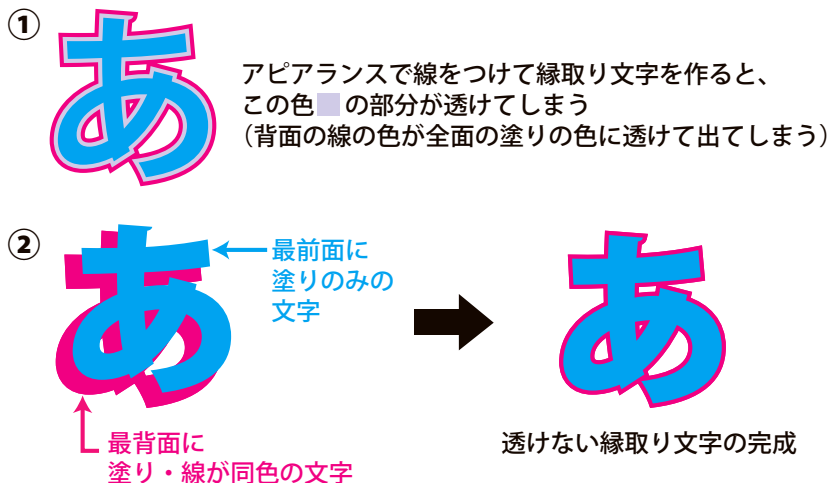 ①
あ
アピアランスで線をつけて縁取り文字を作ると、
この色 の部分が透けてしまう
(背面の線の色が全面の塗りの色に透けて出てしまう)
②
あ
最前面に
塗りのみの
文字
最背面に
塗り・線が同色の文字
あ
透けない縁取り文字の完成